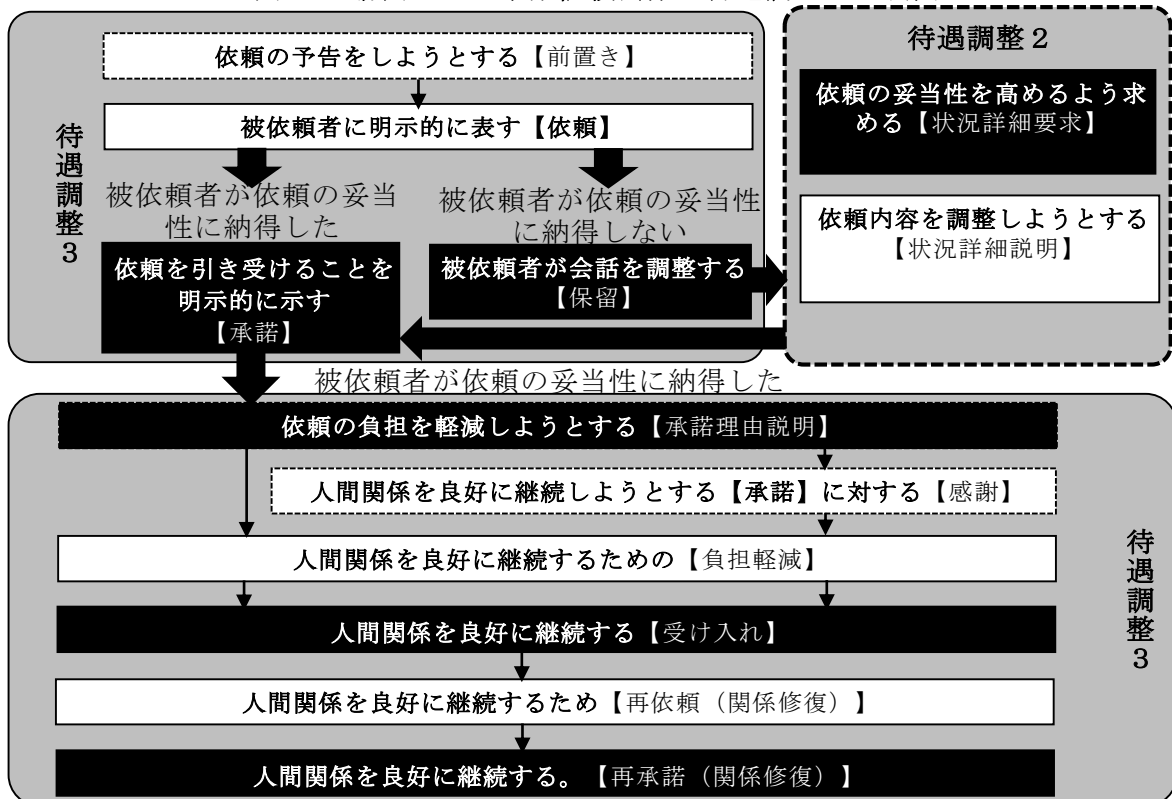 依頼の予告をしようとする【前置き】
被依頼者に明示的に表す【依頼】
待遇調整3
被依頼者が依頼の妥当
性に納得した
被依頼者が依頼の妥当性
に納得しない
依頼を引き受けることを
明示的に示す
【承諾】
被依頼者が会話を調整する
【保留】
待遇調整2
依頼の妥当性を高めるよう求
める【状況詳細要求】
依頼内容を調整しようとする
【状況詳細説明】
被依頼者が依頼の妥当性に納得した
依頼の負担を軽減しようとする【承諾理由説明】
人間関係を良好に継続しようとする【承諾】に対する【感謝】
人間関係を良好に継続するための【負担軽減】
人間関係を良好に継続する【受け入れ】
人間関係を良好に継続するため【再依頼（関係修復）】
人間関係を良好に継続する。【再承諾（関係修復）】
待遇調整3